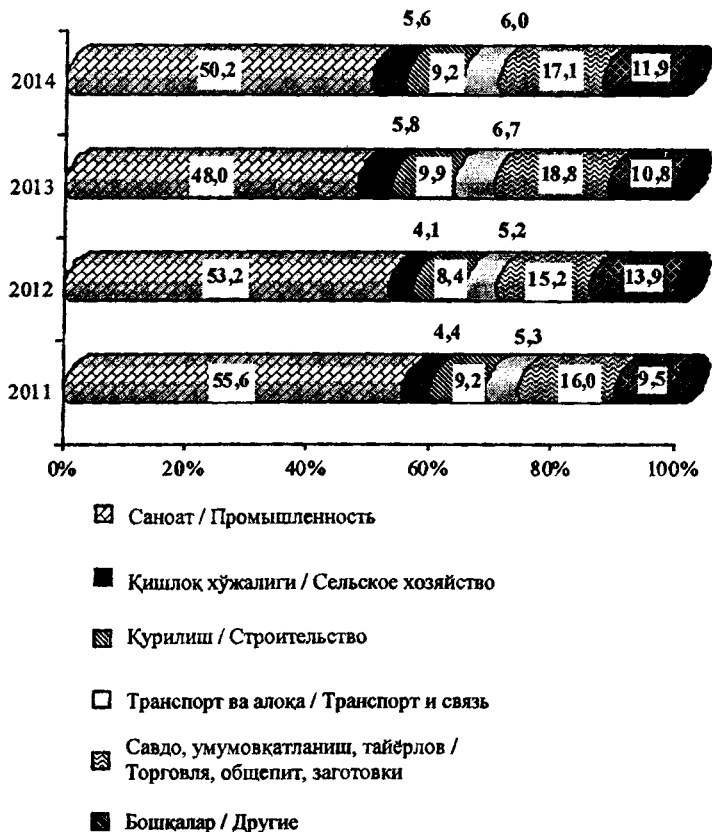 5,6 6,0
2014 50,2 9,2 17,1 11,9
5,8 6,7
2013 48,0 9,9 18,8 10,8
4,1 5,2
2012 53,2 8,4 15,2 13,9
4,4 5,3
2011 55,6 9,2 16,0 9,5
0% 20% 40% 60% 80% 100%
Саноат / Промышленность
Қишлоқ хўжалиги / Сельское хозяйство
Қурилиш / Строительство
Транспорт ва алоқа / Транспорт и связь
Савдо, умумовқатланиш, тайёрлов /
Торговля, общепит, заготовки
Бошқалар / Другие